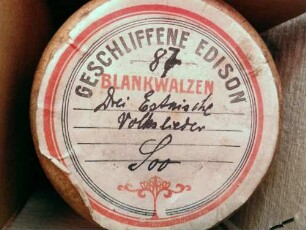 GESCHLIFFENE EDISON
87
BLANKWALZEN
Drei Estnische
Volkslieder
Soo